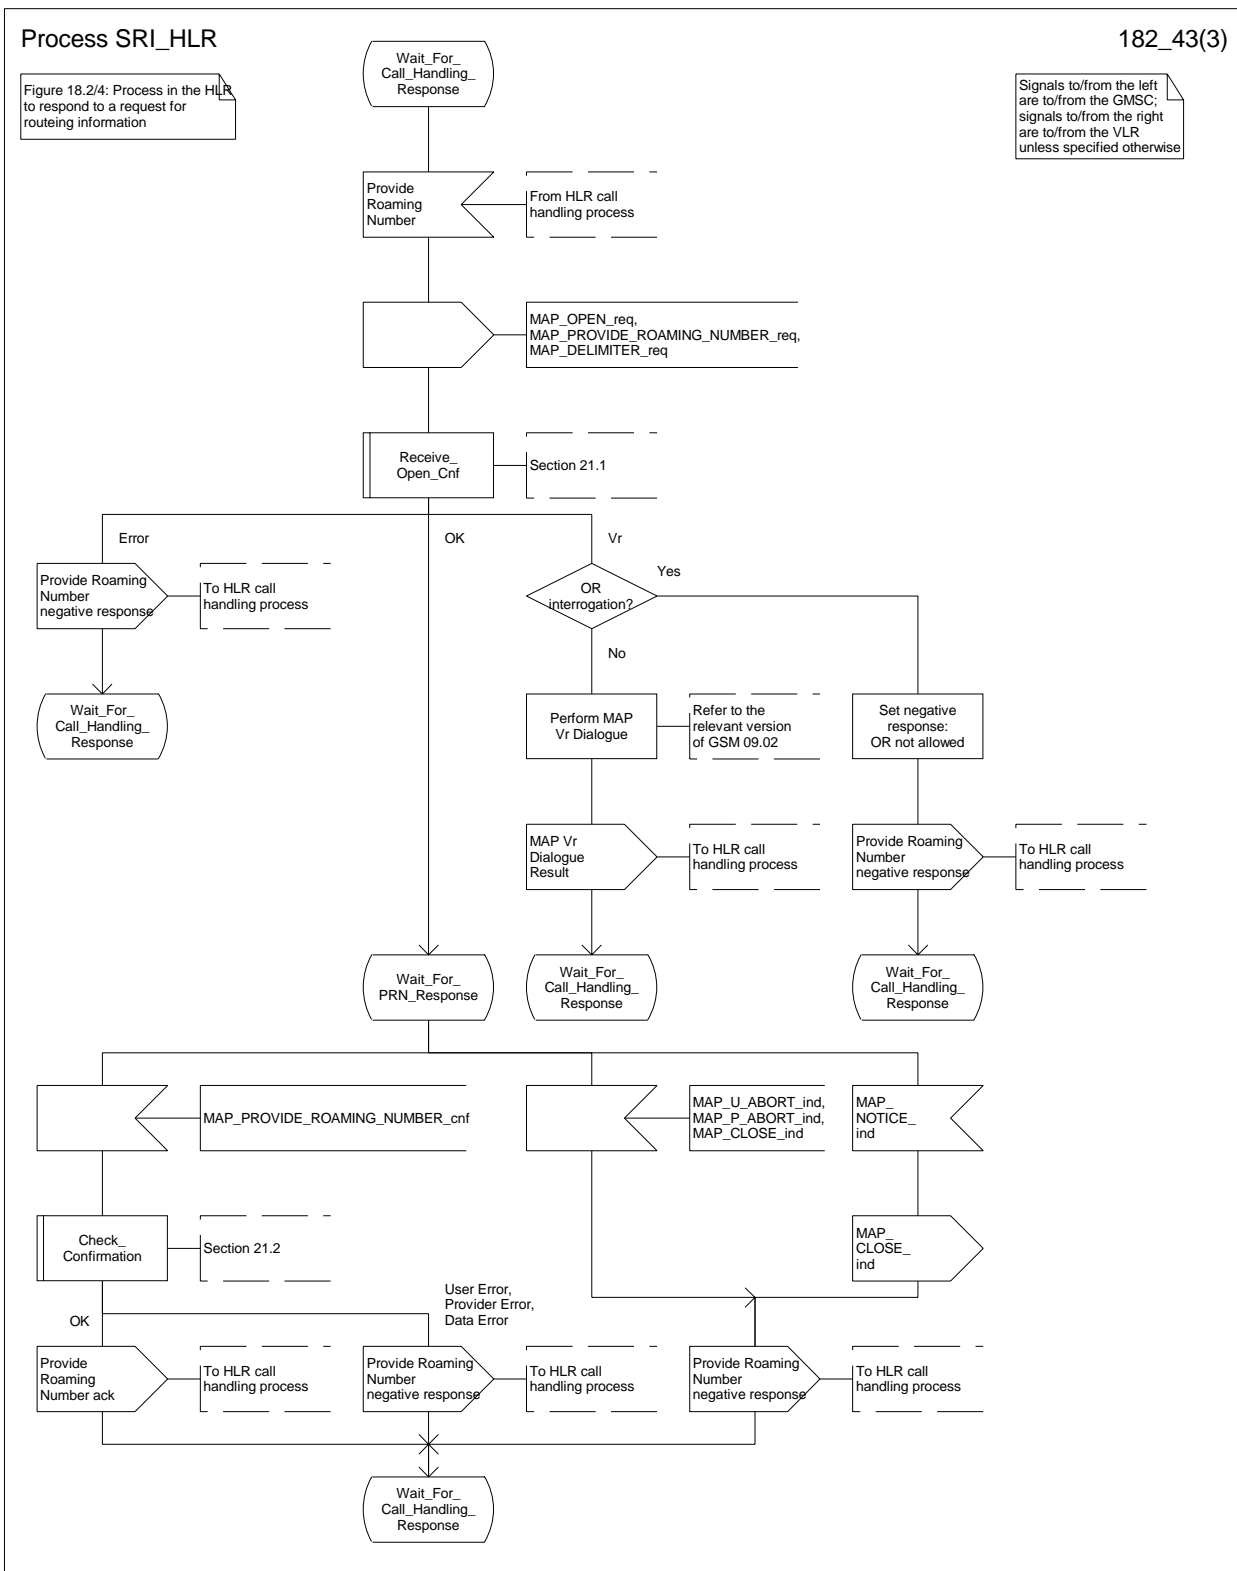 Process SRI_HLR
182_43(3)
Figure 18.2/4: Process in the HLR
to respond to a request for
routeing information
Signals to/from the left
are to/from the GMSC;
signals to/from the right
are to/from the VLR
unless specified otherwise
Wait_For_
Call_Handling_
Response
Provide
Roaming
Number
From HLR call
handling process
MAP_OPEN_req,
MAP_PROVIDE_ROAMING_NUMBER_req,
MAP_DELIMITER_req
Receive_
Open_Cnf
Section 21.1
Error
OK
Vr
Provide Roaming
Number
negative response
To HLR call
handling process
OR
interrogation?
Yes
No
Wait_For_
Call_Handling_
Response
Perform MAP
Vr Dialogue
Refer to the
relevant version
of GSM 09.02
Set negative
response:
OR not allowed
MAP Vr
Dialogue
Result
To HLR call
handling process
Provide Roaming
Number
negative response
To HLR call
handling process
Wait_For_
PRN_Response
Wait_For_
Call_Handling_
Response
Wait_For_
Call_Handling_
Response
MAP_PROVIDE_ROAMING_NUMBER_cnf
MAP_U_ABORT_ind,
MAP_P_ABORT_ind,
MAP_CLOSE_ind
MAP_
NOTICE_
ind
Check_
Confirmation
Section 21.2
MAP_
CLOSE_
ind
OK
User Error,
Provider Error,
Data Error
Provide
Roaming
Number ack
To HLR call
handling process
Provide Roaming
Number
negative response
To HLR call
handling process
Provide Roaming
Number
negative response
To HLR call
handling process
Wait_For_
Call_Handling_
Response